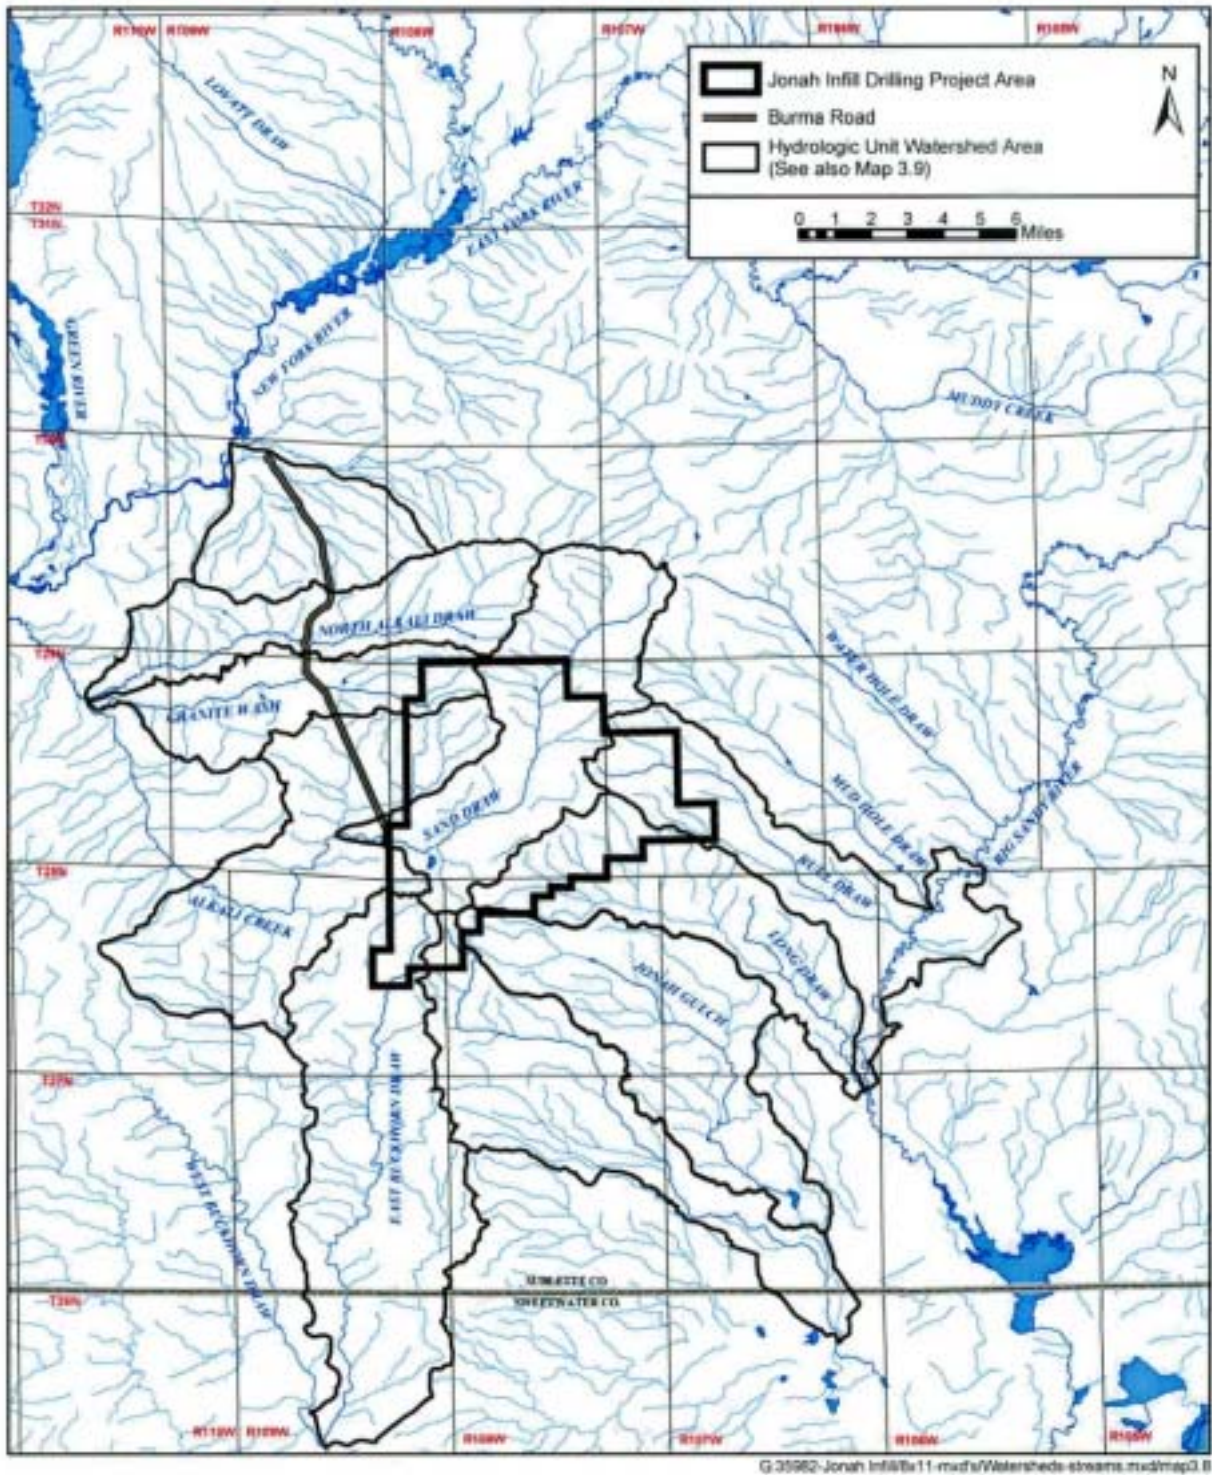 R110W R109W R108W R107W R106W R105W
Jonah Infill Drilling Project Area
Burma Road
Hydrologic Unit Watershed Area
(See also Map 3.9)
N
0 1 2 3 4 5 6
Miles
LOVATT DRAW
T32N
T31N
EAST FORK RIVER
NEW FORK RIVER
GREEN RIVER
MUDDY CREEK
T30N
NORTH ALKALI DRAW
T29N
WATER HOLE DRAW
GRANITE WASH
MUD HOLE DRAW
BIG SANDY RIVER
SAND DRAW
T28N
BULL DRAW
ALKALI CREEK
LONG DRAW
JONAH GULCH
T27N
EAST BUCKHORN DRAW
WEST BUCKHORN DRAW
SUBLETTE CO.
SWEETWATER CO.
T26N
R110W R109W R108W R107W R106W R105W
G:35982-Jonah Infill/8x11-mxd's/Watersheds-streams.mxd/map3.8